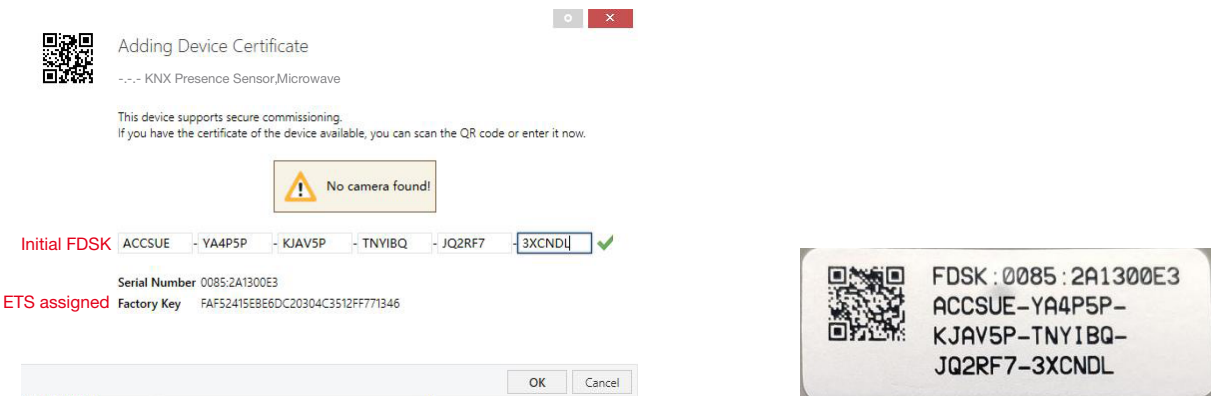 Adding Device Certificate
-.-.- KNX Presence Sensor,Microwave
This device supports secure commissioning.
If you have the certificate of the device available, you can scan the QR code or enter it now.
No camera found!
Initial FDSK ACCSUE - YA4P5P - KJAV5P - TNYIBQ - JQ2RF7 - 3XCNDL
Serial Number 0085:2A1300E3
ETS assigned Factory Key FAF52415EBE6DC20304C3512FF771346
OK Cancel
FDSK:0085:2A1300E3
ACCSUE-YA4P5P-
KJAV5P-TNYIBQ-
JQ2RF7-3XCNDL